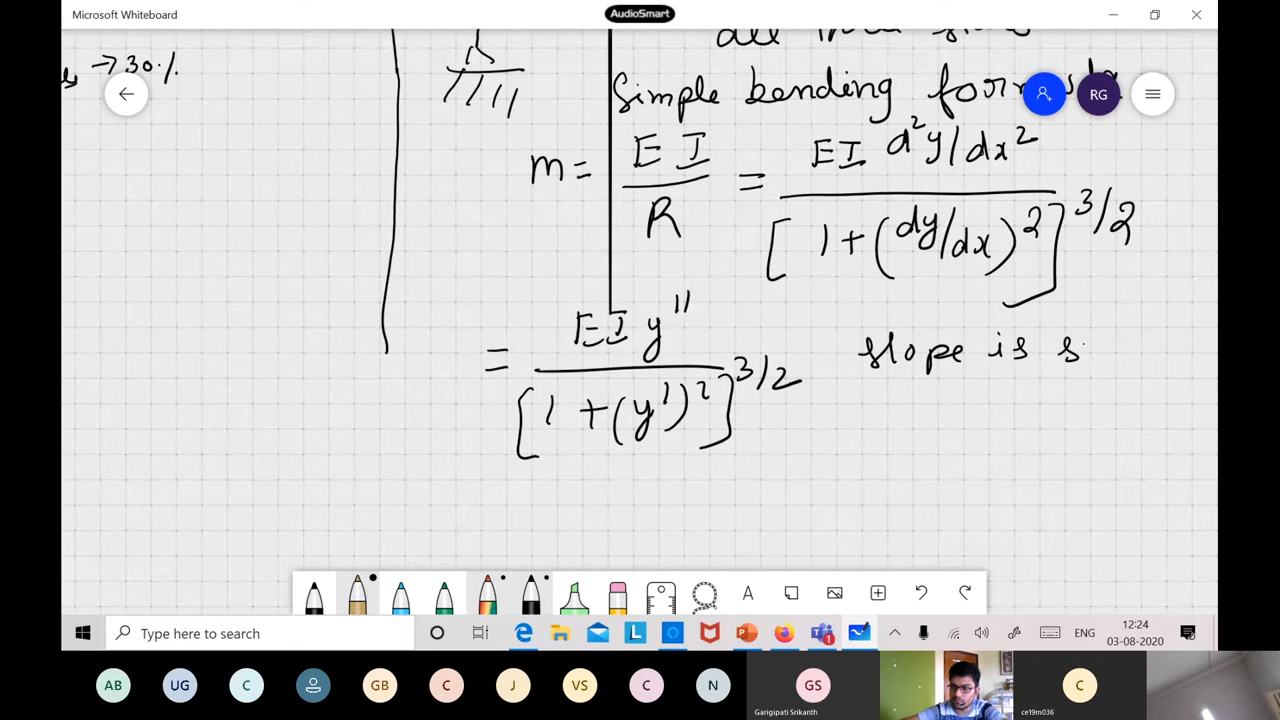 Microsoft Whiteboard
AudioSmart
→ 30%
Simple bending
RG
m = EI / R = EI d²y/dx² / [1 + (dy/dx)²]^3/2
= EI y'' / [1 + (y')²]^3/2
slope is s
A
Type here to search
ENG
12:24
03-08-2020
1
AB
UG
C
GB
C
J
VS
C
N
GS
Garigipati Srikanth
C
ce19m036